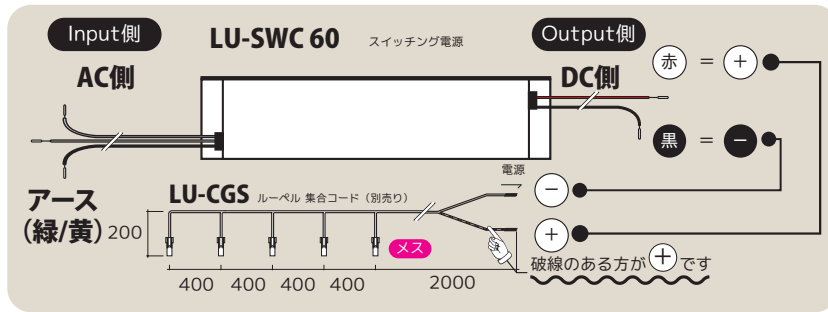 Input側
LU-SWC 60 スイッチング電源
Output側
AC側
DC側
赤 = +
黒 = −
アース
(緑/黄)
電源
LU-CGS ルーペル 集合コード（別売り）
−
+
200
メス
破線のある方が+です
400 400 400 400 2000